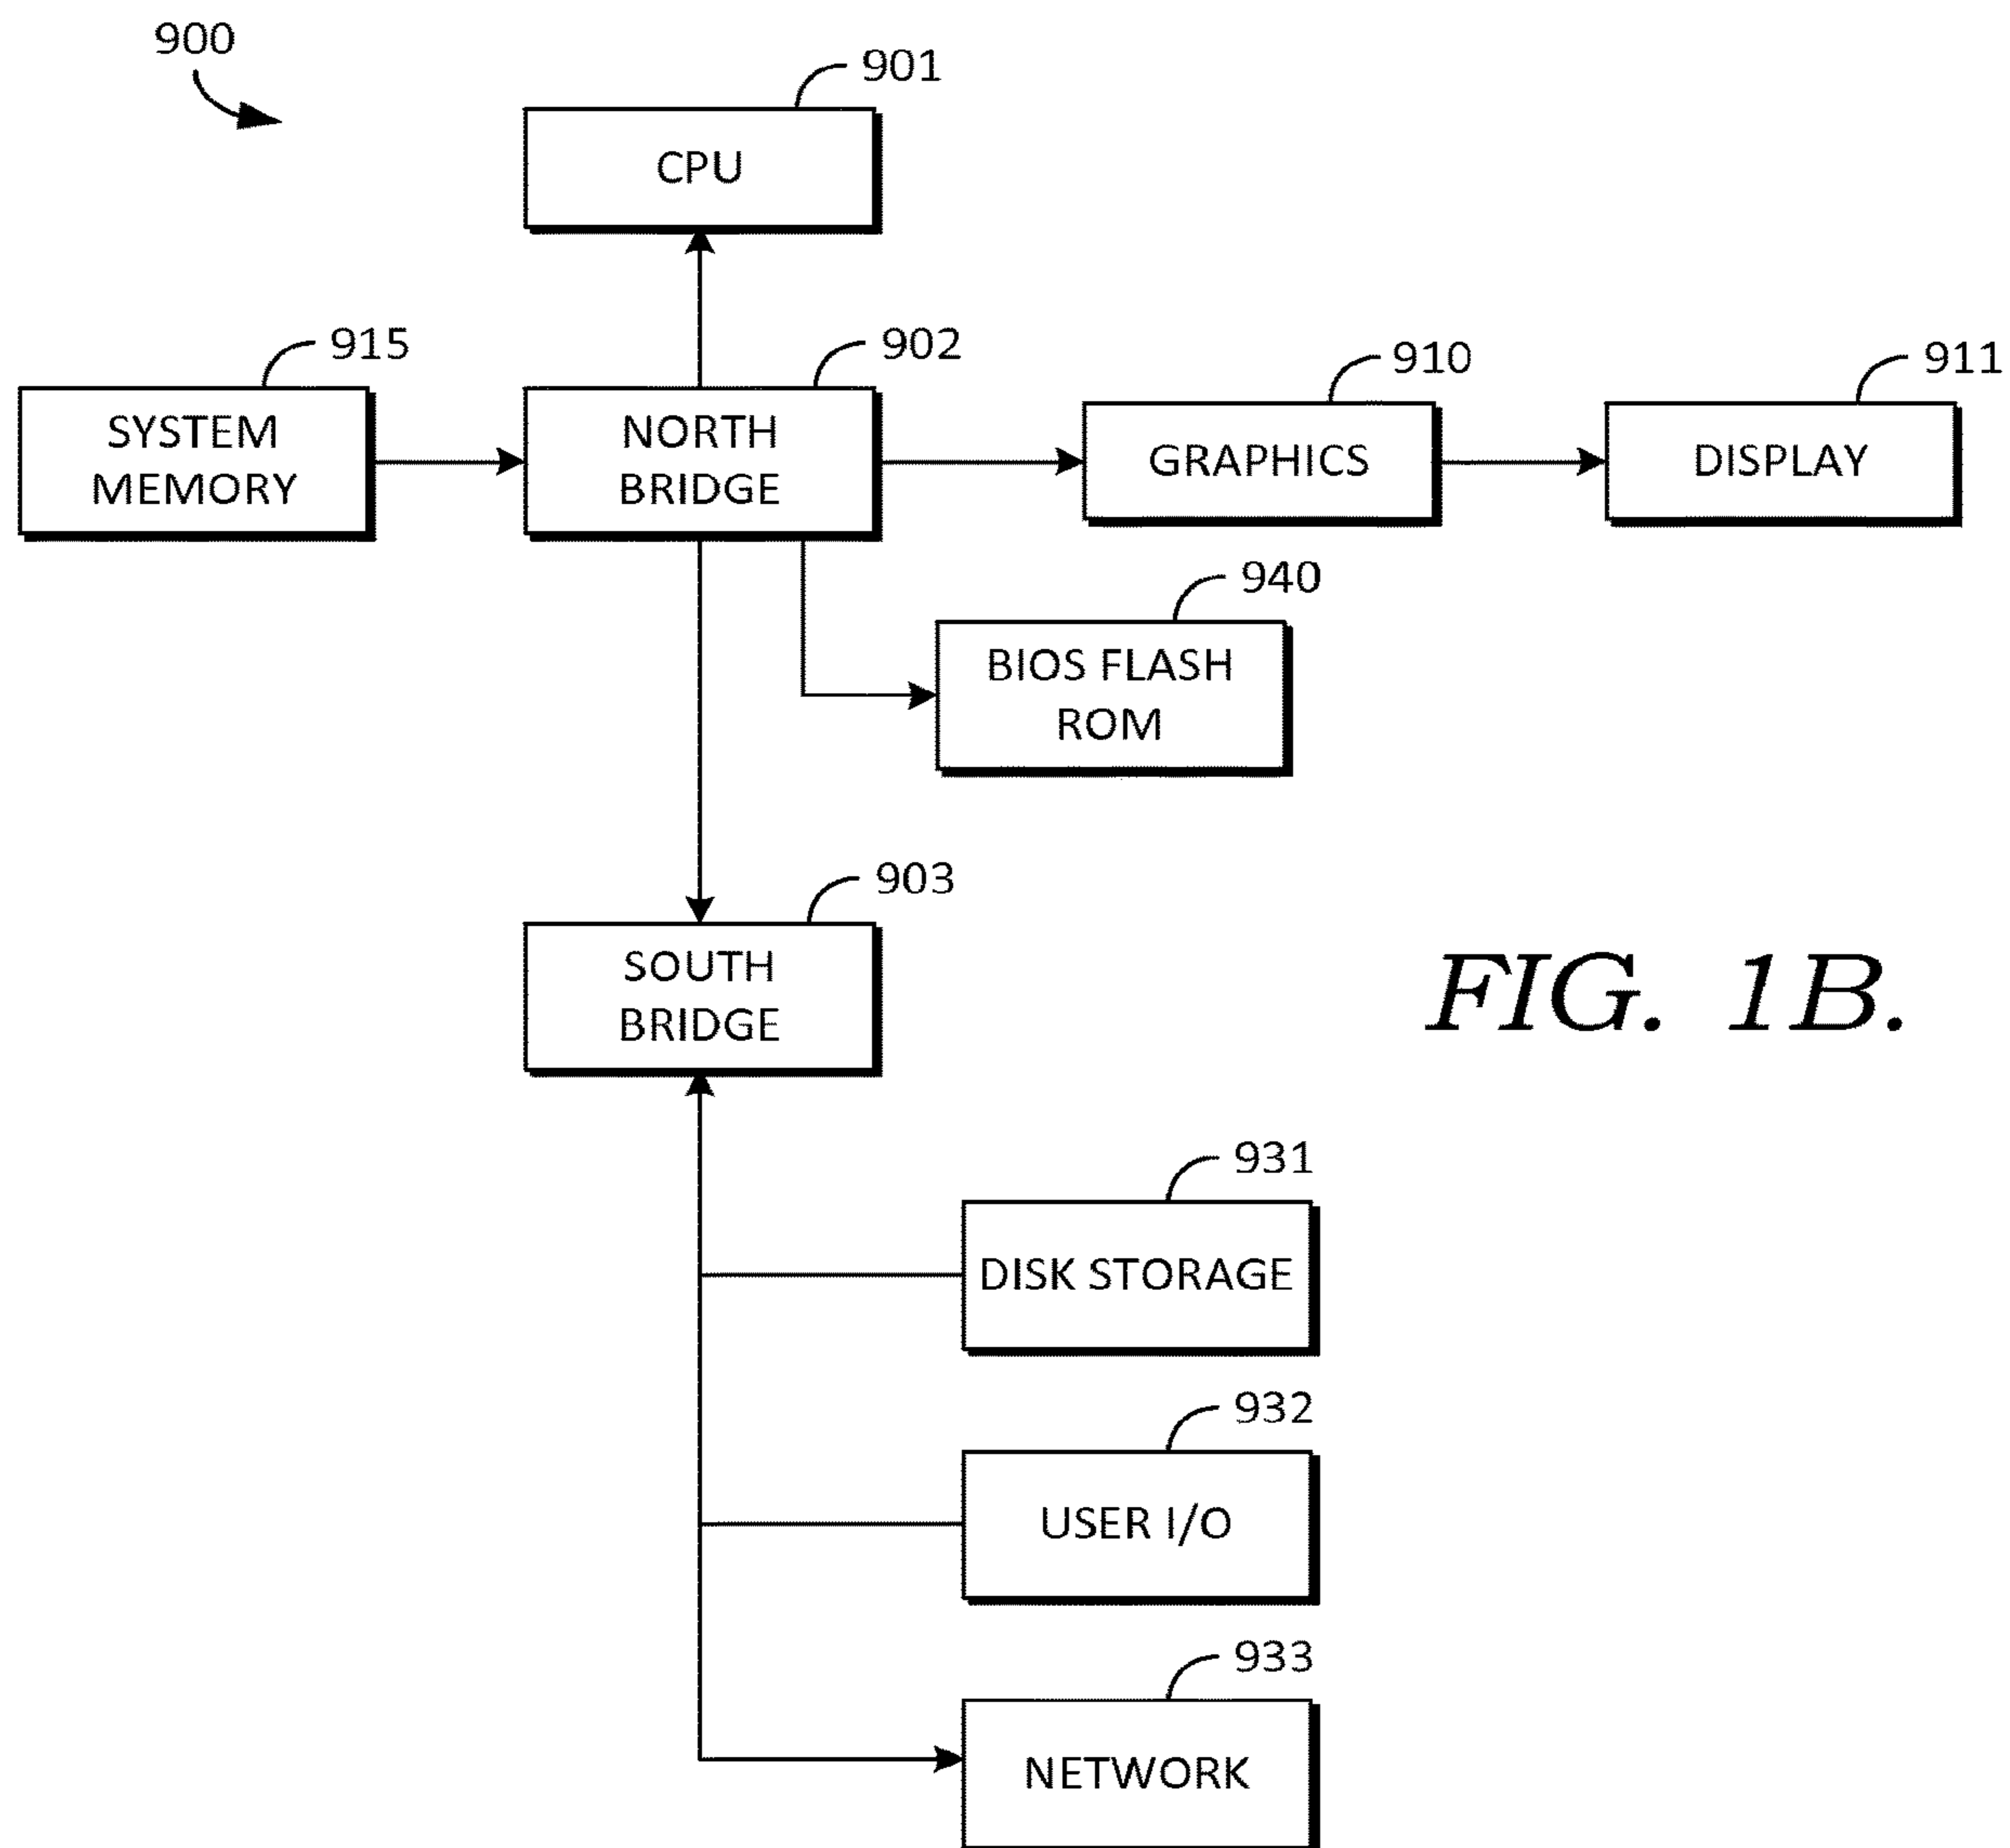 900
901
CPU
915
902
910
911
SYSTEM
MEMORY
NORTH
BRIDGE
GRAPHICS
DISPLAY
940
BIOS FLASH
ROM
903
SOUTH
BRIDGE
FIG. 1B.
931
DISK STORAGE
932
USER I/O
933
NETWORK